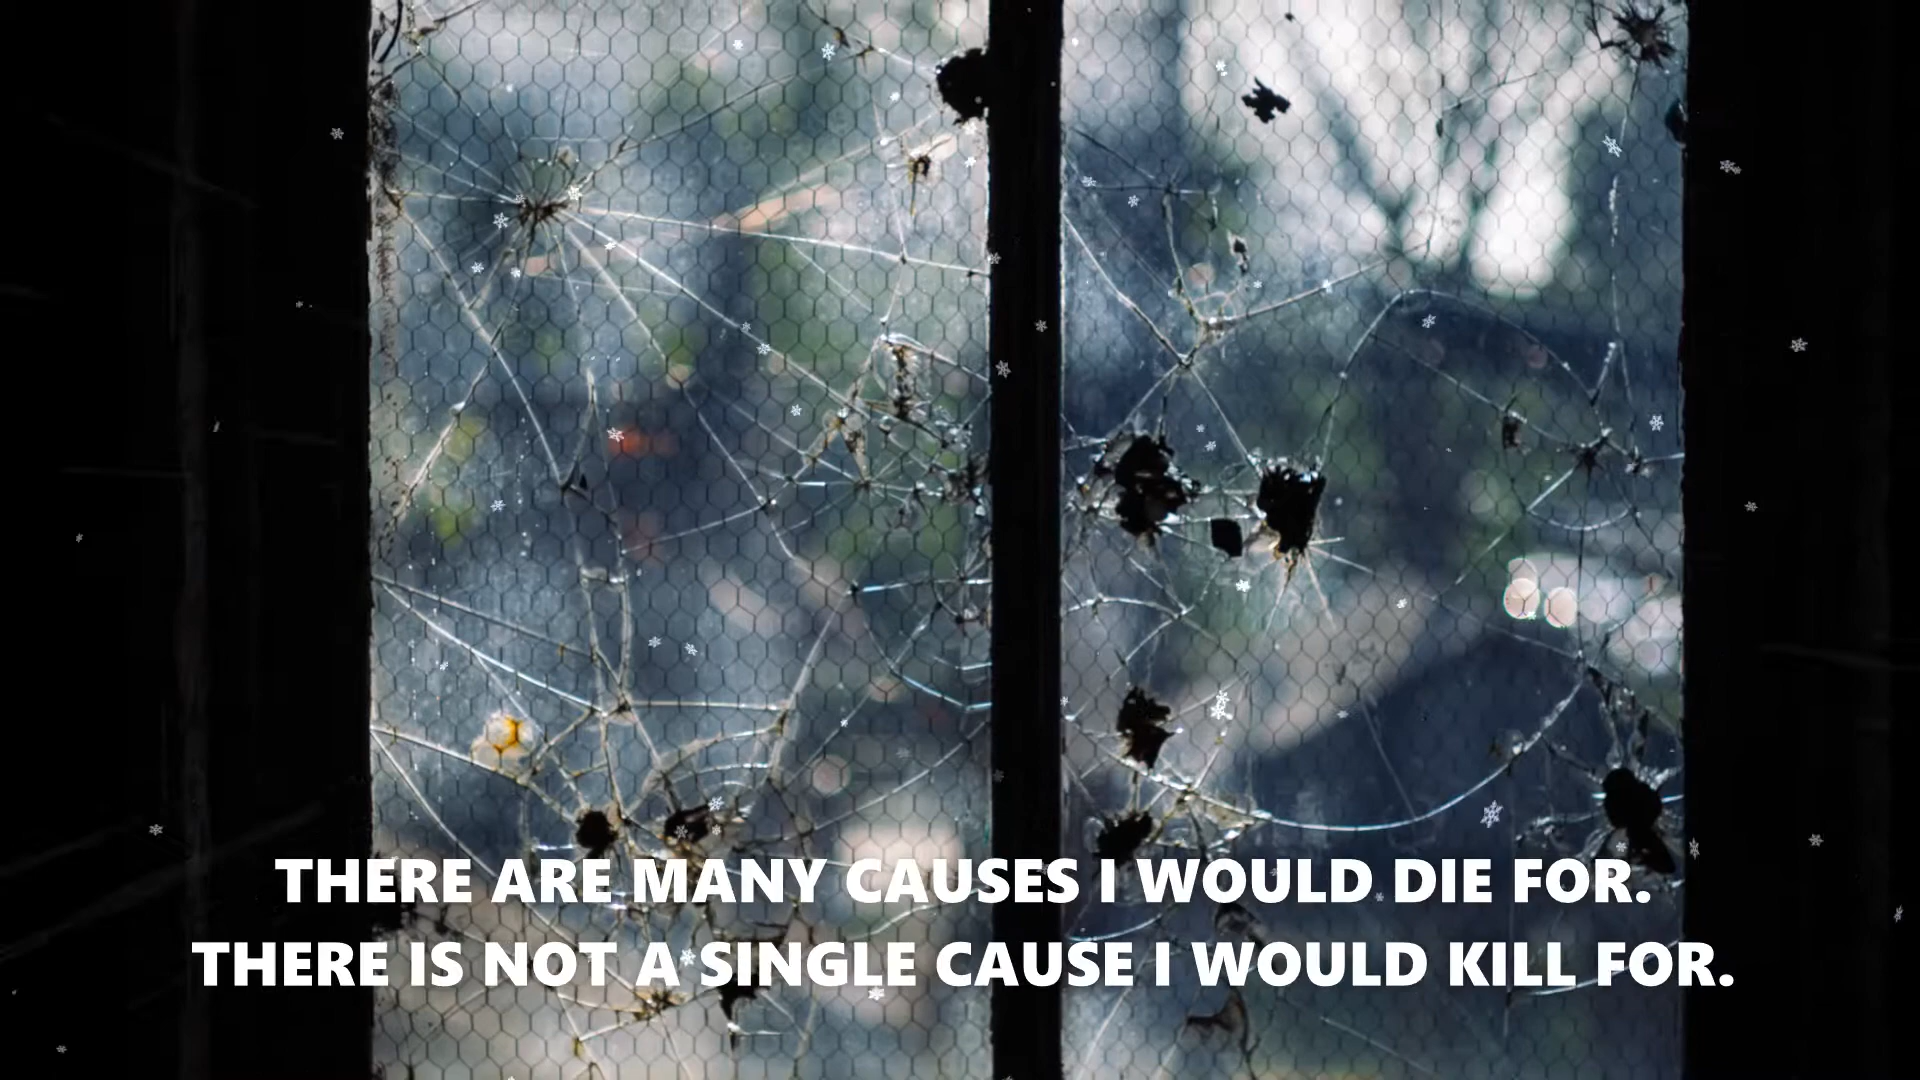 THERE ARE MANY CAUSES I WOULD DIE FOR.
THERE IS NOT A SINGLE CAUSE I WOULD KILL FOR.